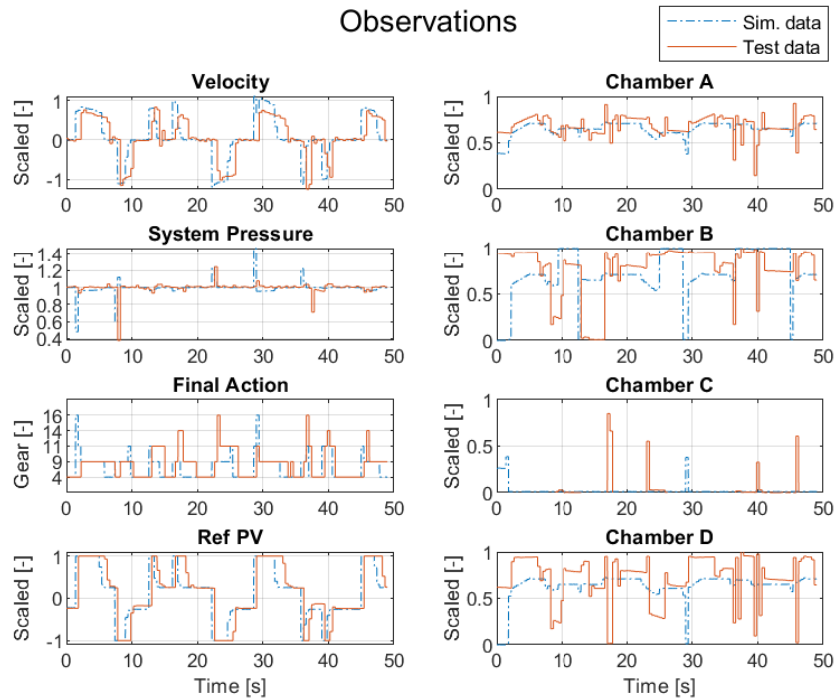 Observations
Sim. data
Test data
Velocity
Scaled [-]
1
0
-1
0 10 20 30 40 50
Chamber A
Scaled [-]
1
0.5
0
0 10 20 30 40 50
System Pressure
Scaled [-]
1.4
1.2
1
0.8
0.6
0.4
0 10 20 30 40 50
Chamber B
Scaled [-]
1
0.5
0
0 10 20 30 40 50
Final Action
Gear [-]
16
14
11
9
4
0 10 20 30 40 50
Chamber C
Scaled [-]
1
0.5
0
0 10 20 30 40 50
Ref PV
Scaled [-]
1
0
-1
0 10 20 30 40 50
Time [s]
Chamber D
Scaled [-]
1
0.5
0
0 10 20 30 40 50
Time [s]